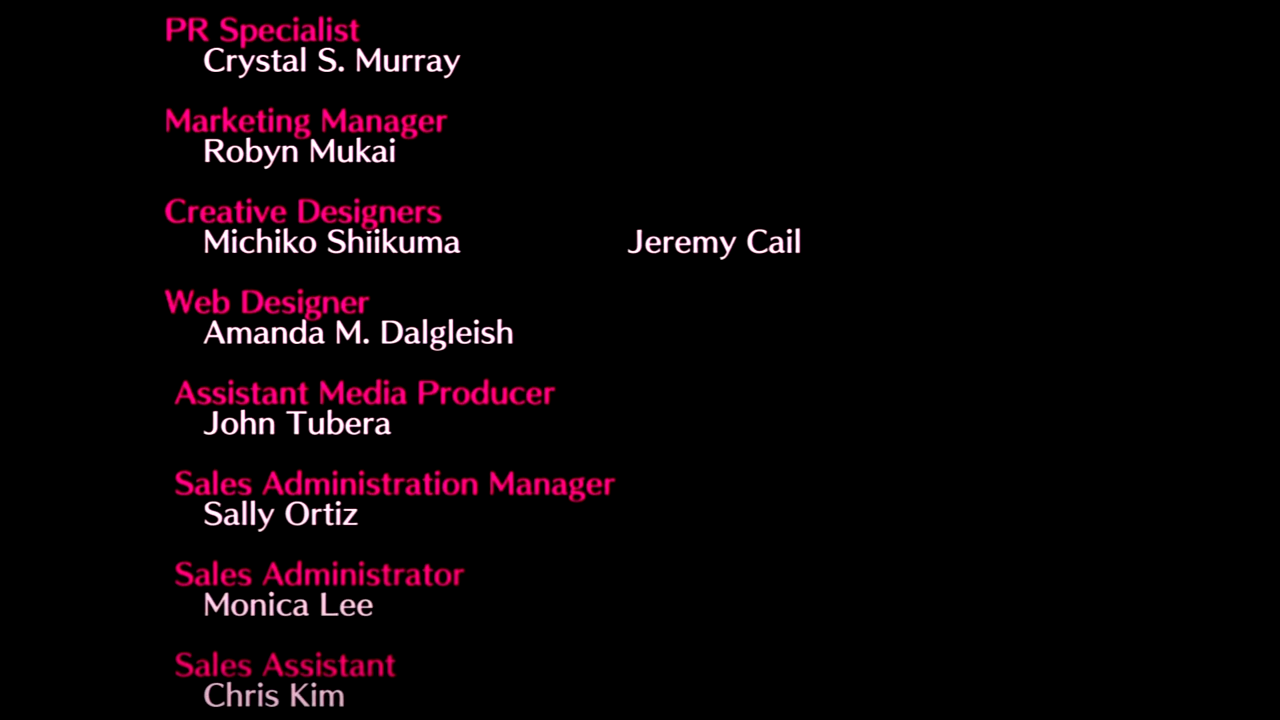 PR Specialist
Crystal S. Murray
Marketing Manager
Robyn Mukai
Creative Designers
Michiko Shiikuma Jeremy Cail
Web Designer
Amanda M. Dalgleish
Assistant Media Producer
John Tubera
Sales Administration Manager
Sally Ortiz
Sales Administrator
Monica Lee
Sales Assistant
Chris Kim